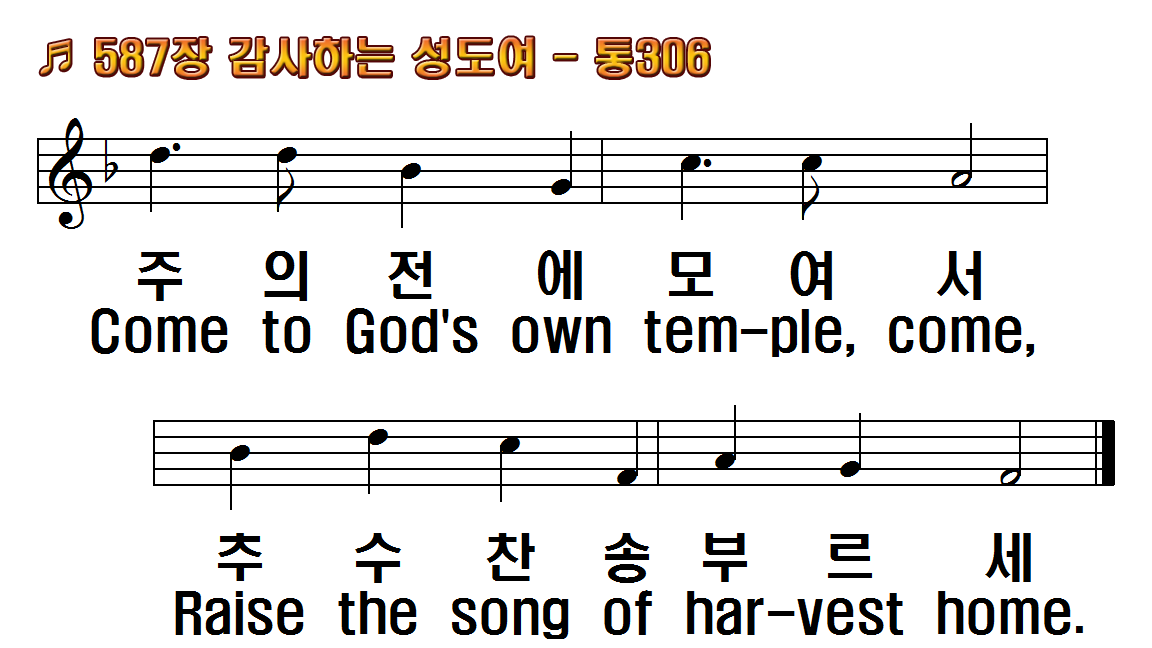 ♬ 587장 감사하는 성도여 - 통306
주 의 전 에 모 여 서
Come to God's own tem-ple, come,
추 수 찬 송 부 르 세
Raise the song of har-vest home.